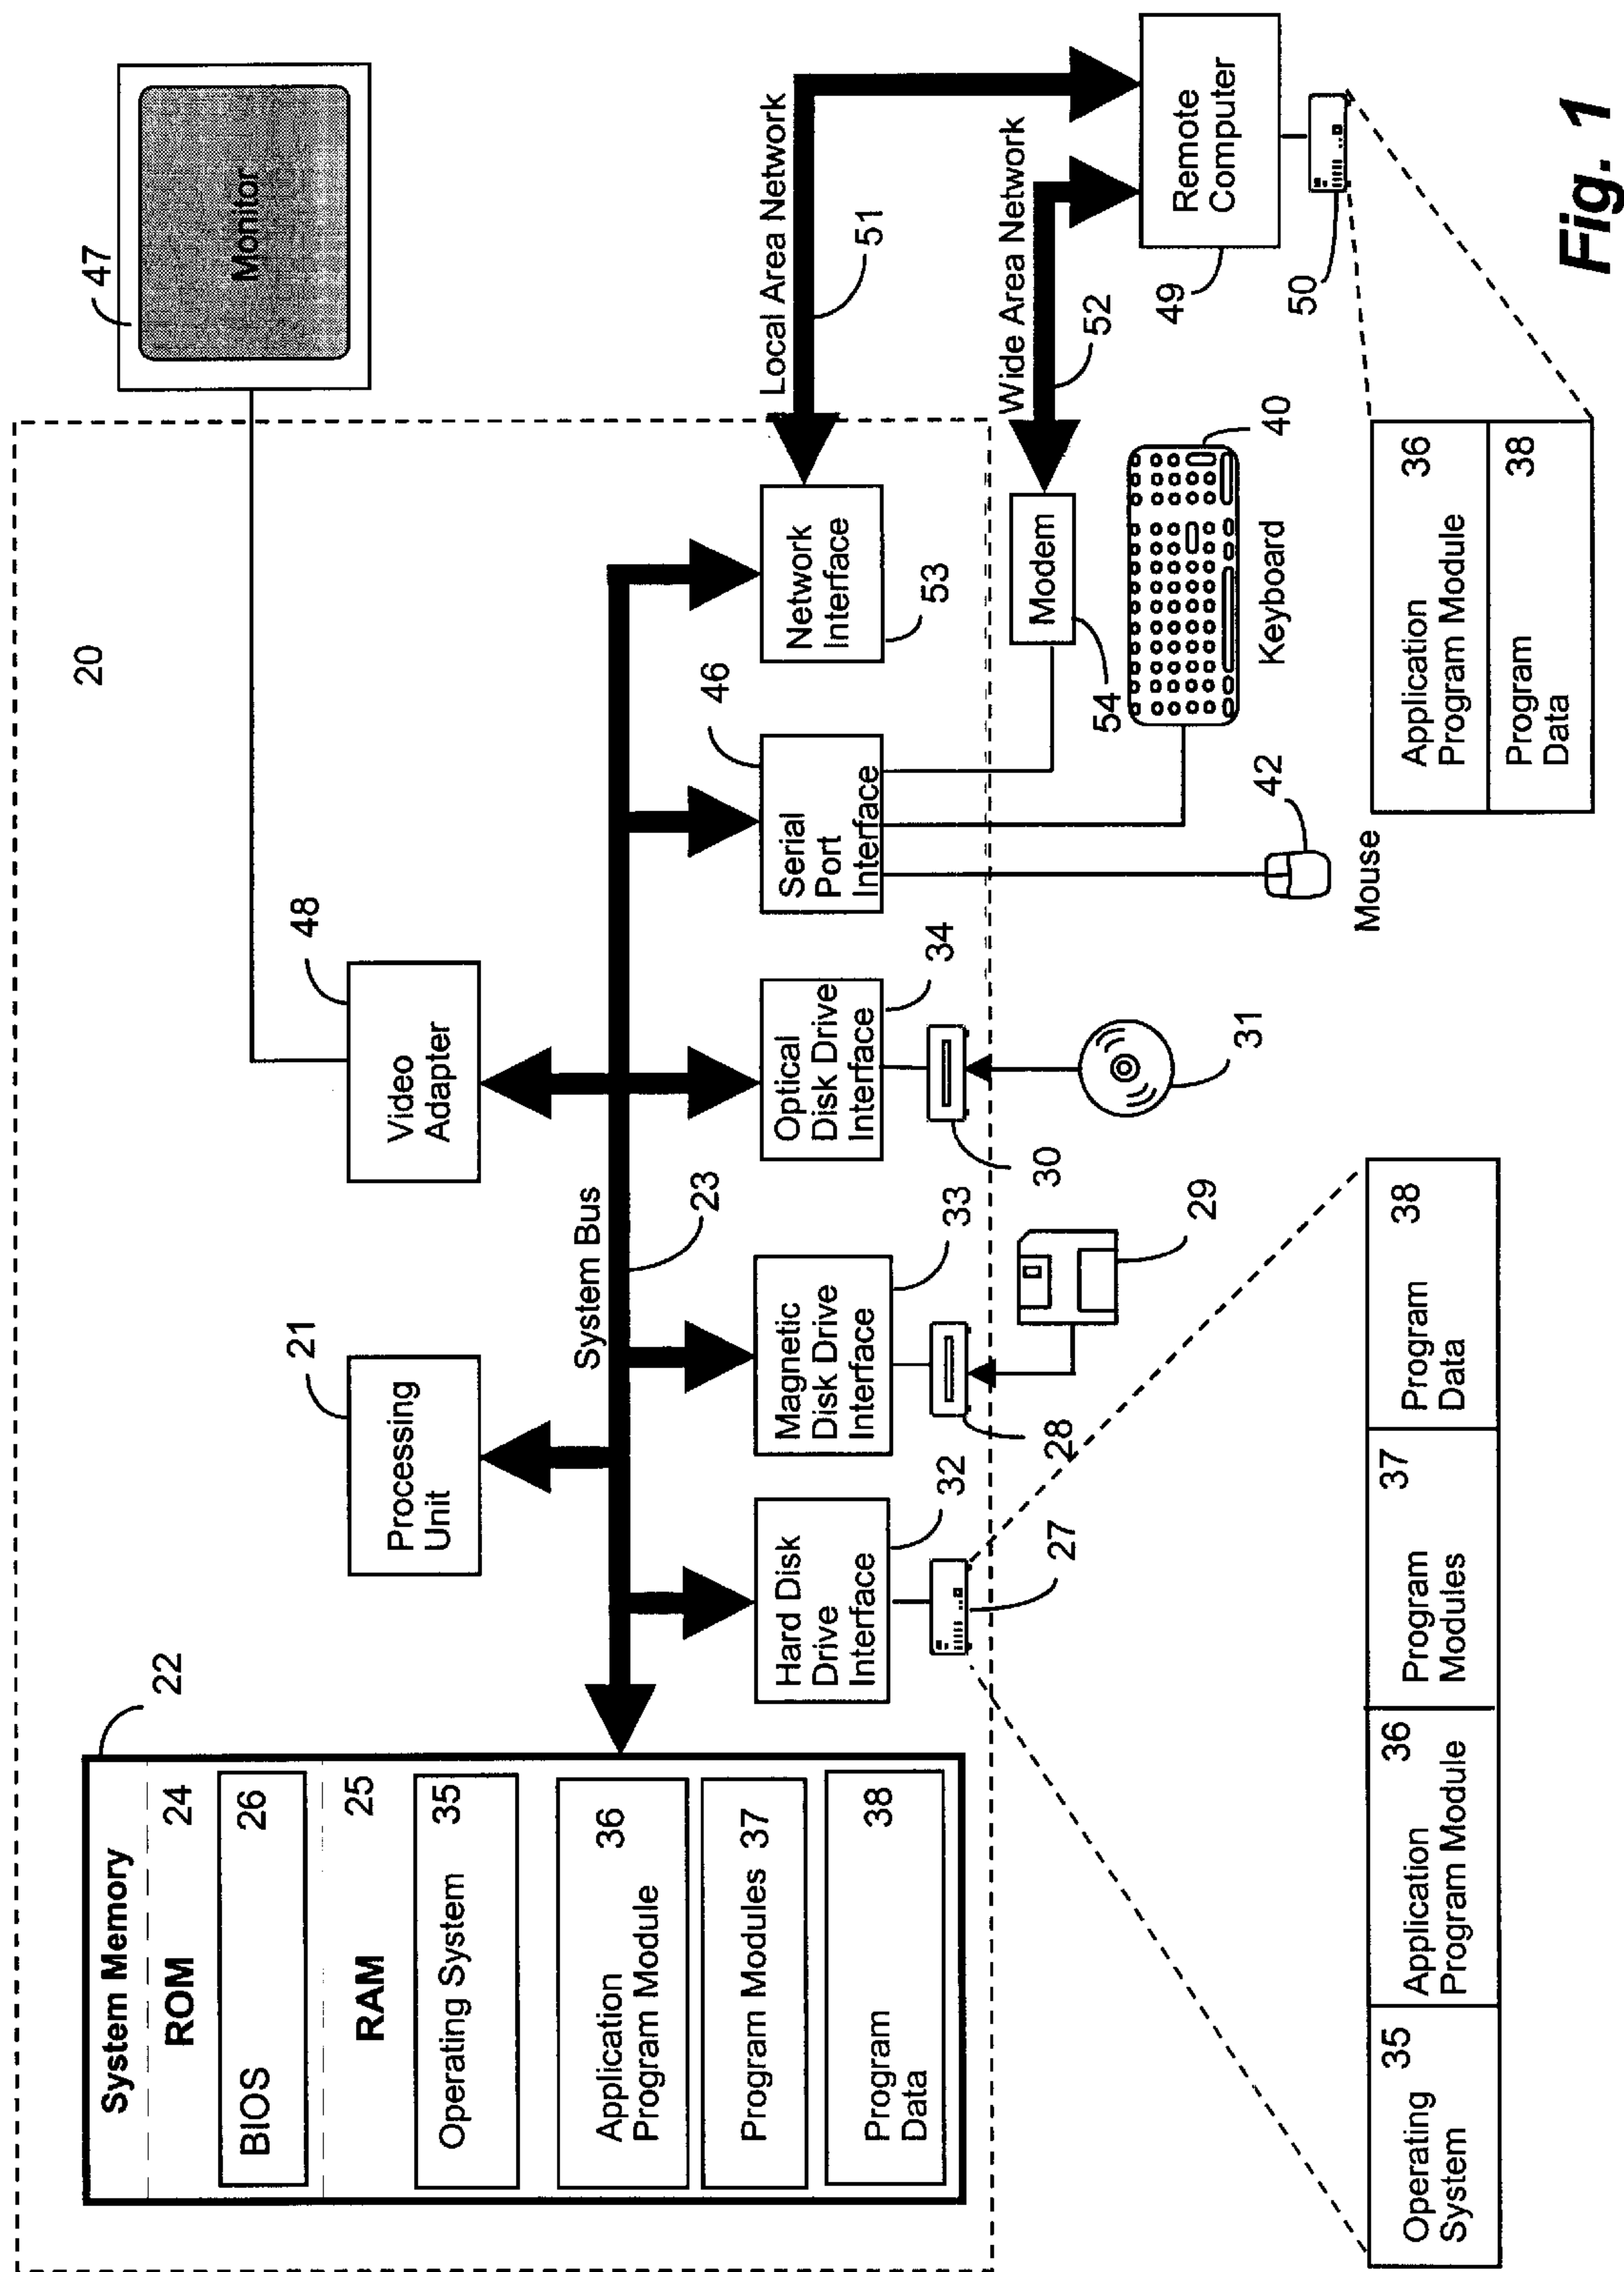 47
Monitor
20
System Memory
22
ROM
24
BIOS
26
RAM
25
Operating System
35
Application
Program Module
36
Program Modules
37
Program
Data
38
Processing
Unit
21
Video
Adapter
48
System Bus
23
Hard Disk
Drive
Interface
32
Magnetic
Disk Drive
Interface
33
Optical
Disk Drive
Interface
34
Serial
Port
Interface
46
Network
Interface
53
Local Area Network
51
27
28
29
30
31
Modem
54
Wide Area Network
52
Remote
Computer
49
50
40
Keyboard
42
Mouse
Operating
System
35
Application
Program Module
36
Program
Modules
37
Program
Data
38
Application
Program Module
36
Program
Data
38
Fig. 1